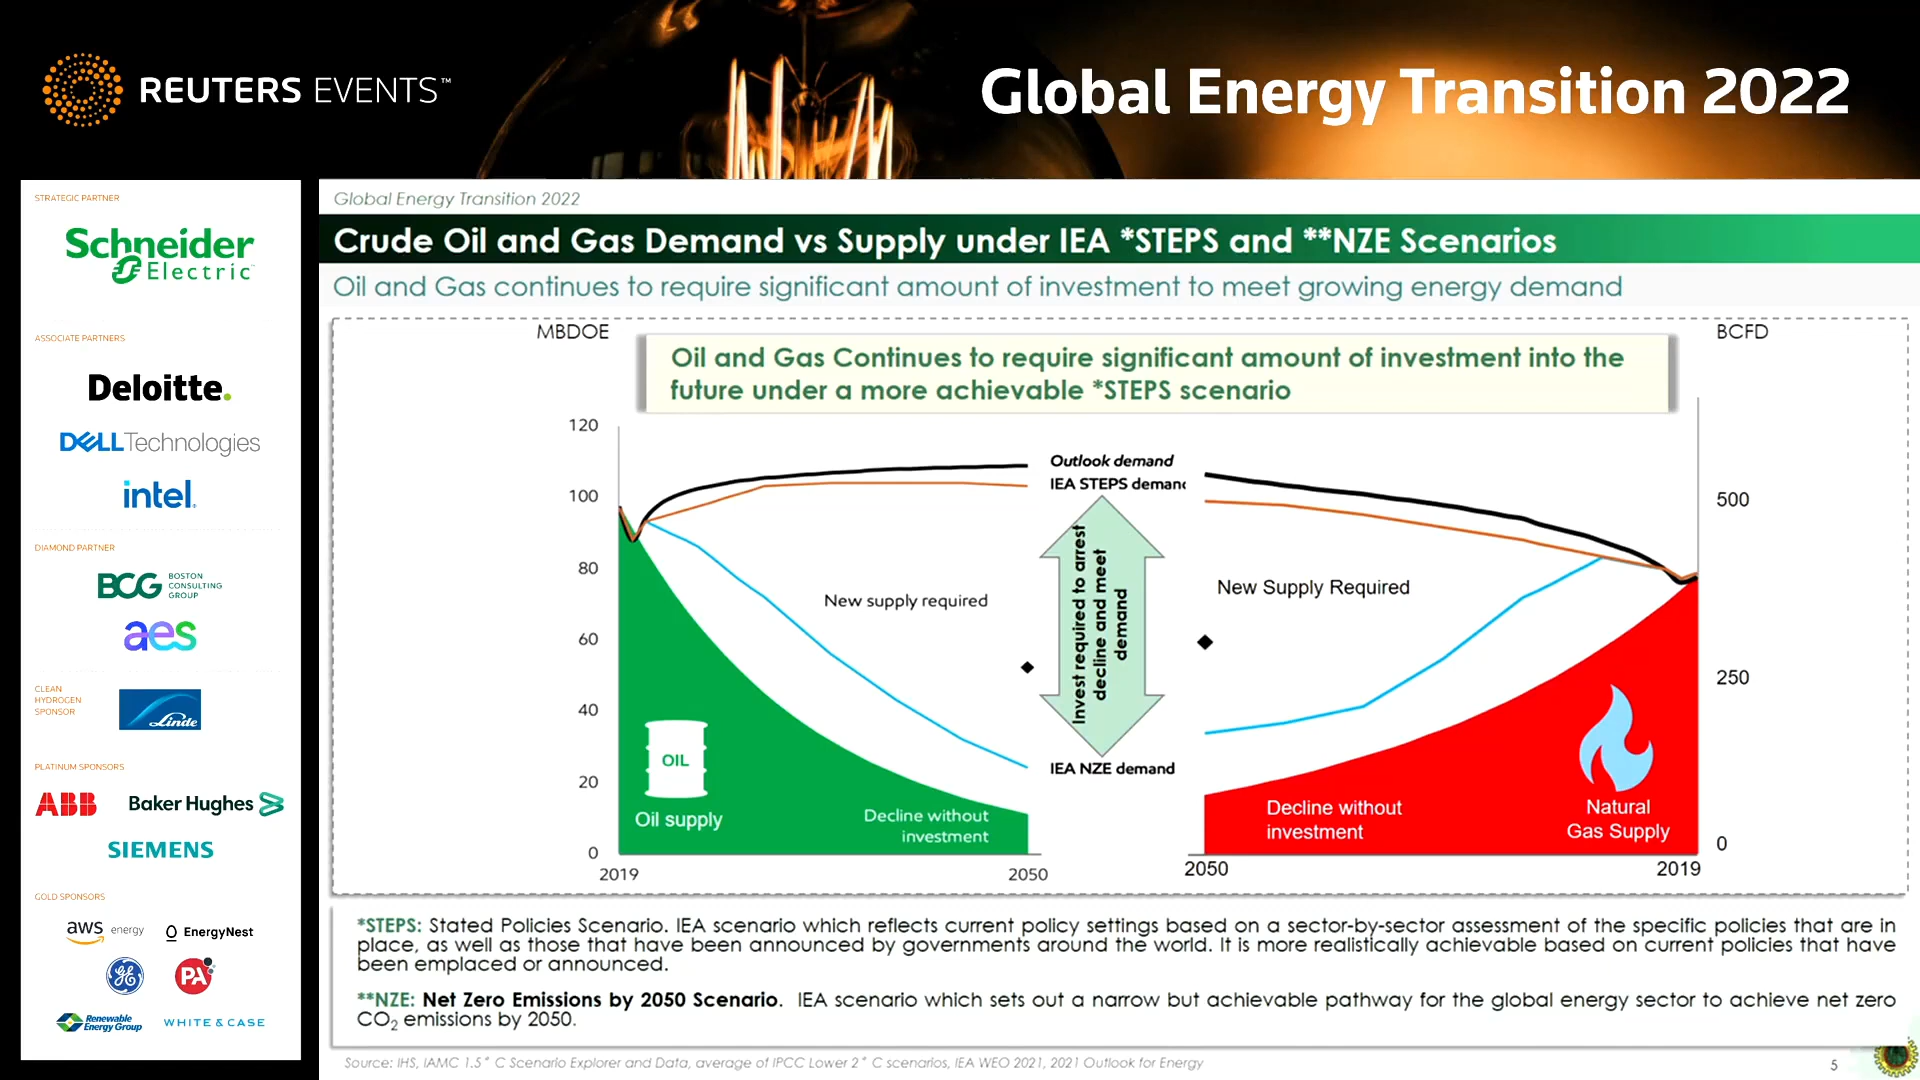 REUTERS EVENTS™
Global Energy Transition 2022
STRATEGIC PARTNER
Schneider
Electric
ASSOCIATE PARTNERS
Deloitte.
DELL Technologies
intel.
DIAMOND PARTNER
BCG BOSTON
CONSULTING
GROUP
aes
CLEAN
HYDROGEN
SPONSOR
Linde
PLATINUM SPONSORS
ABB
Baker Hughes
SIEMENS
GOLD SPONSORS
aws energy
EnergyNest
GE
PA
Renewable
Energy Group
WHITE & CASE
Global Energy Transition 2022
Crude Oil and Gas Demand vs Supply under IEA *STEPS and **NZE Scenarios
Oil and Gas continues to require significant amount of investment to meet growing energy demand
MBDOE
BCFD
Oil and Gas Continues to require significant amount of investment into the
future under a more achievable *STEPS scenario
120
100
80
60
40
20
0
2019
2050
Outlook demand
IEA STEPS demand
New supply required
Invest required to arrest
decline and meet
demand
IEA NZE demand
OIL
Oil supply
Decline without
investment
New Supply Required
Decline without
investment
Natural
Gas Supply
500
250
0
2050
2019
*STEPS: Stated Policies Scenario. IEA scenario which reflects current policy settings based on a sector-by-sector assessment of the specific policies that are in
place, as well as those that have been announced by governments around the world. It is more realistically achievable based on current policies that have
been emplaced or announced.
**NZE: Net Zero Emissions by 2050 Scenario. IEA scenario which sets out a narrow but achievable pathway for the global energy sector to achieve net zero
CO₂ emissions by 2050.
Source: IHS, IAMC 1.5°C Scenario Explorer and Data, average of IPCC Lower 2°C scenarios, IEA WEO 2021, 2021 Outlook for Energy
5